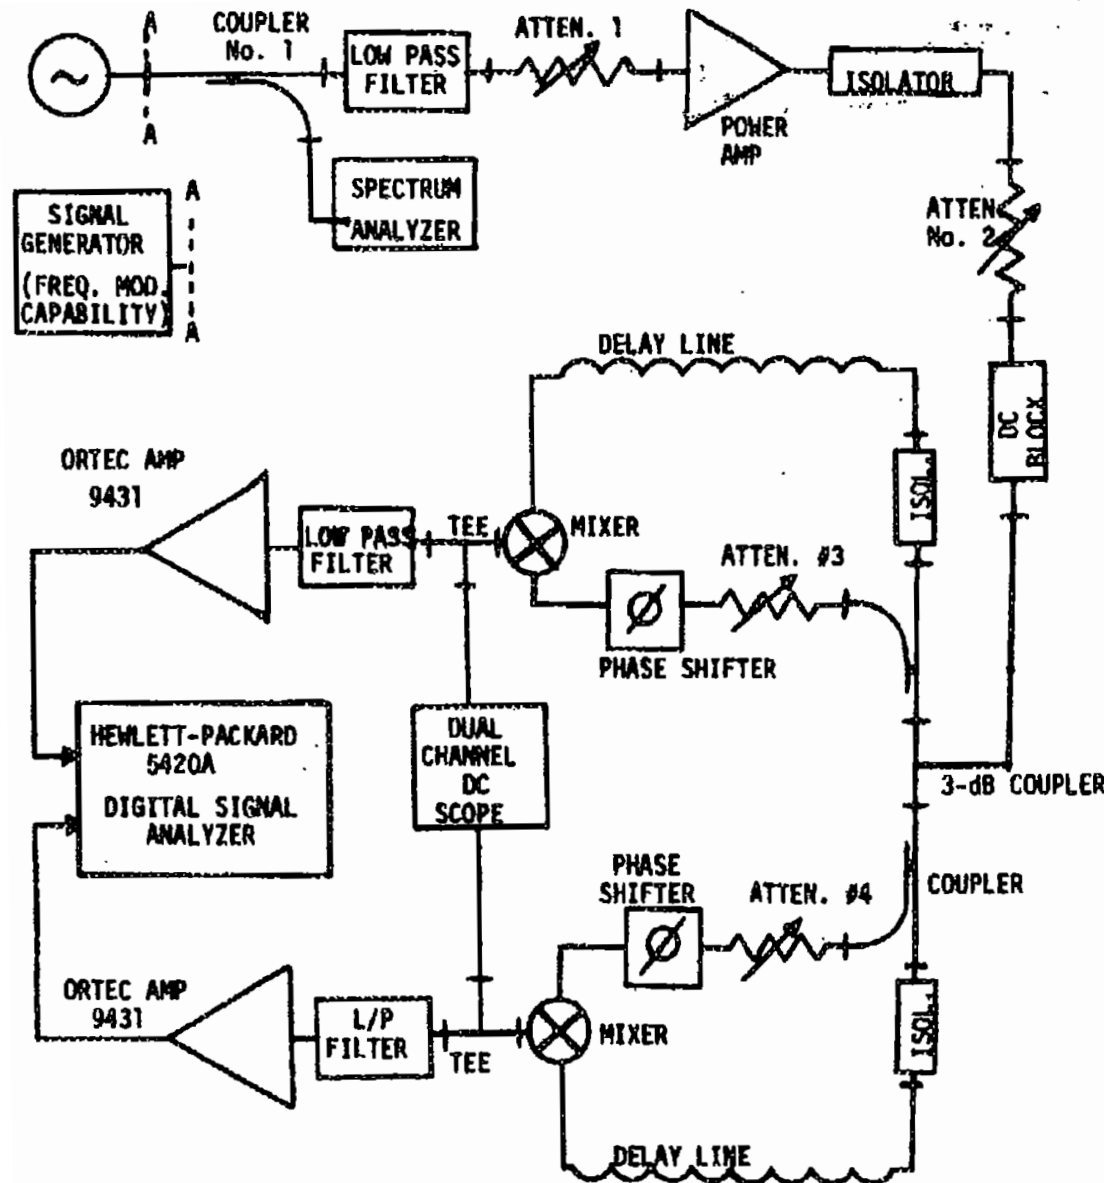 A
COUPLER
No. 1
LOW PASS
FILTER
ATTEN. 1
POWER
AMP
ISOLATOR
A
SPECTRUM
ANALYZER
A
SIGNAL
GENERATOR
(FREQ. MOD.
CAPABILITY)
A
ATTEN
No. 2
DELAY LINE
DC
BLOCK
ISOL.
ORTEC AMP
9431
LOW PASS
FILTER
TEE
MIXER
ATTEN. #3
PHASE SHIFTER
HEWLETT-PACKARD
5420A
DIGITAL SIGNAL
ANALYZER
DUAL
CHANNEL
DC
SCOPE
3-dB COUPLER
PHASE
SHIFTER
ATTEN. #4
COUPLER
ORTEC AMP
9431
L/P
FILTER
TEE
MIXER
ISOL.
DELAY LINE